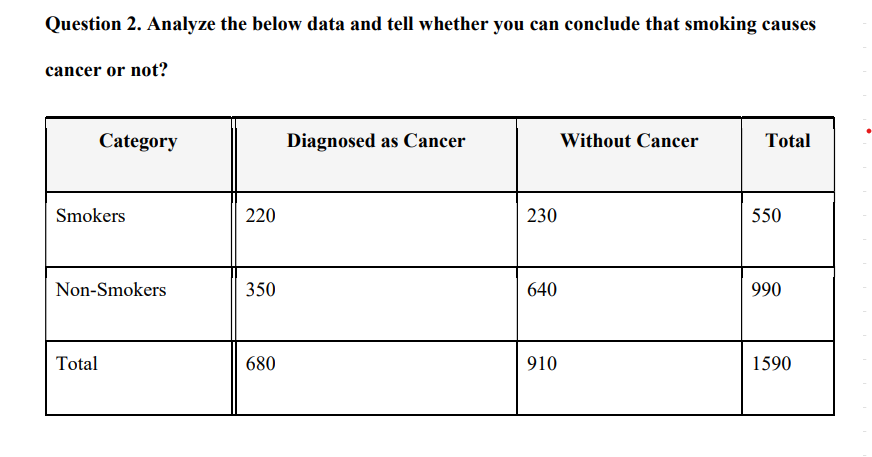 Question 2. Analyze the below data and tell whether you can conclude that smoking causes
cancer or not?
Category Diagnosed as Cancer Without Cancer Total
Smokers 220 230 550
Non-Smokers 350 640 990
Total 680 910 1590